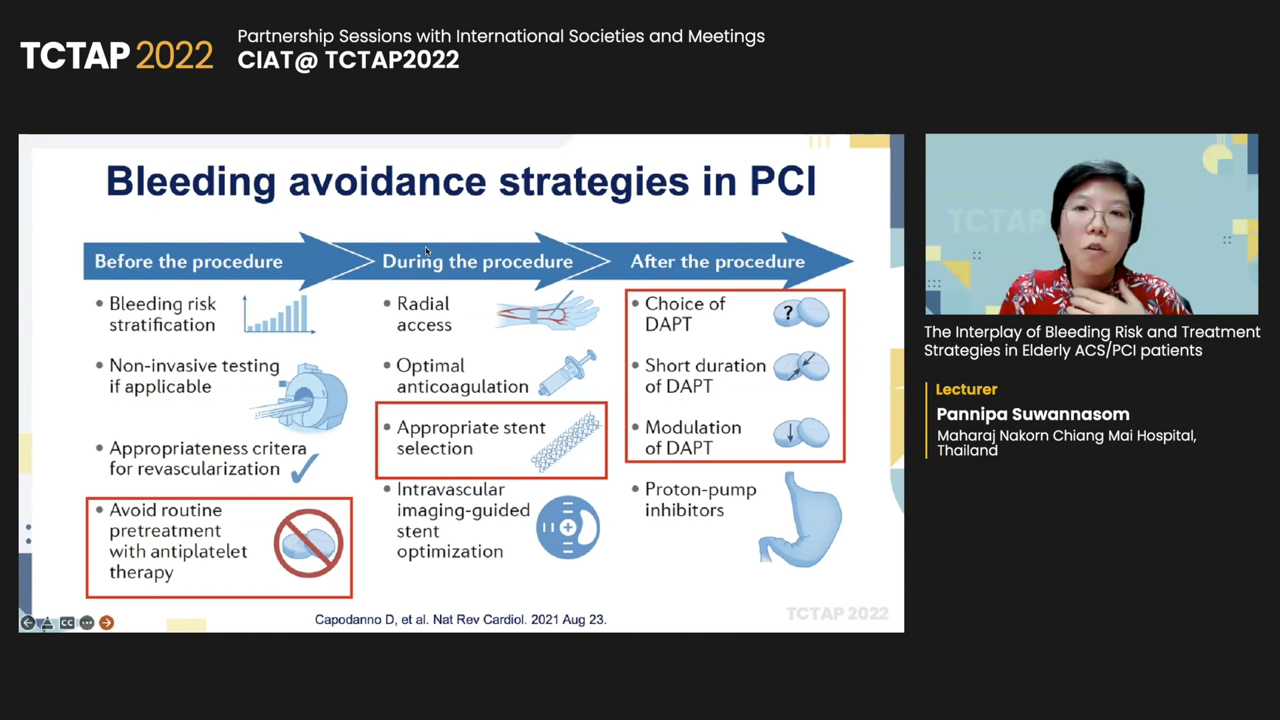 TCTAP 2022
Partnership Sessions with International Societies and Meetings
CIAT@ TCTAP2022
Bleeding avoidance strategies in PCI
Before the procedure
• Bleeding risk
stratification
• Non-invasive testing
if applicable
• Appropriateness critera
for revascularization
• Avoid routine
pretreatment
with antiplatelet
therapy
During the procedure
• Radial
access
• Optimal
anticoagulation
• Appropriate stent
selection
• Intravascular
imaging-guided
stent
optimization
After the procedure
• Choice of
DAPT
?
• Short duration
of DAPT
• Modulation
of DAPT
• Proton-pump
inhibitors
Capodanno D, et al. Nat Rev Cardiol. 2021 Aug 23.
TCTAP 2022
CC
TCTAP
The Interplay of Bleeding Risk and Treatment
Strategies in Elderly ACS/PCI patients
Lecturer
Pannipa Suwannasom
Maharaj Nakorn Chiang Mai Hospital,
Thailand